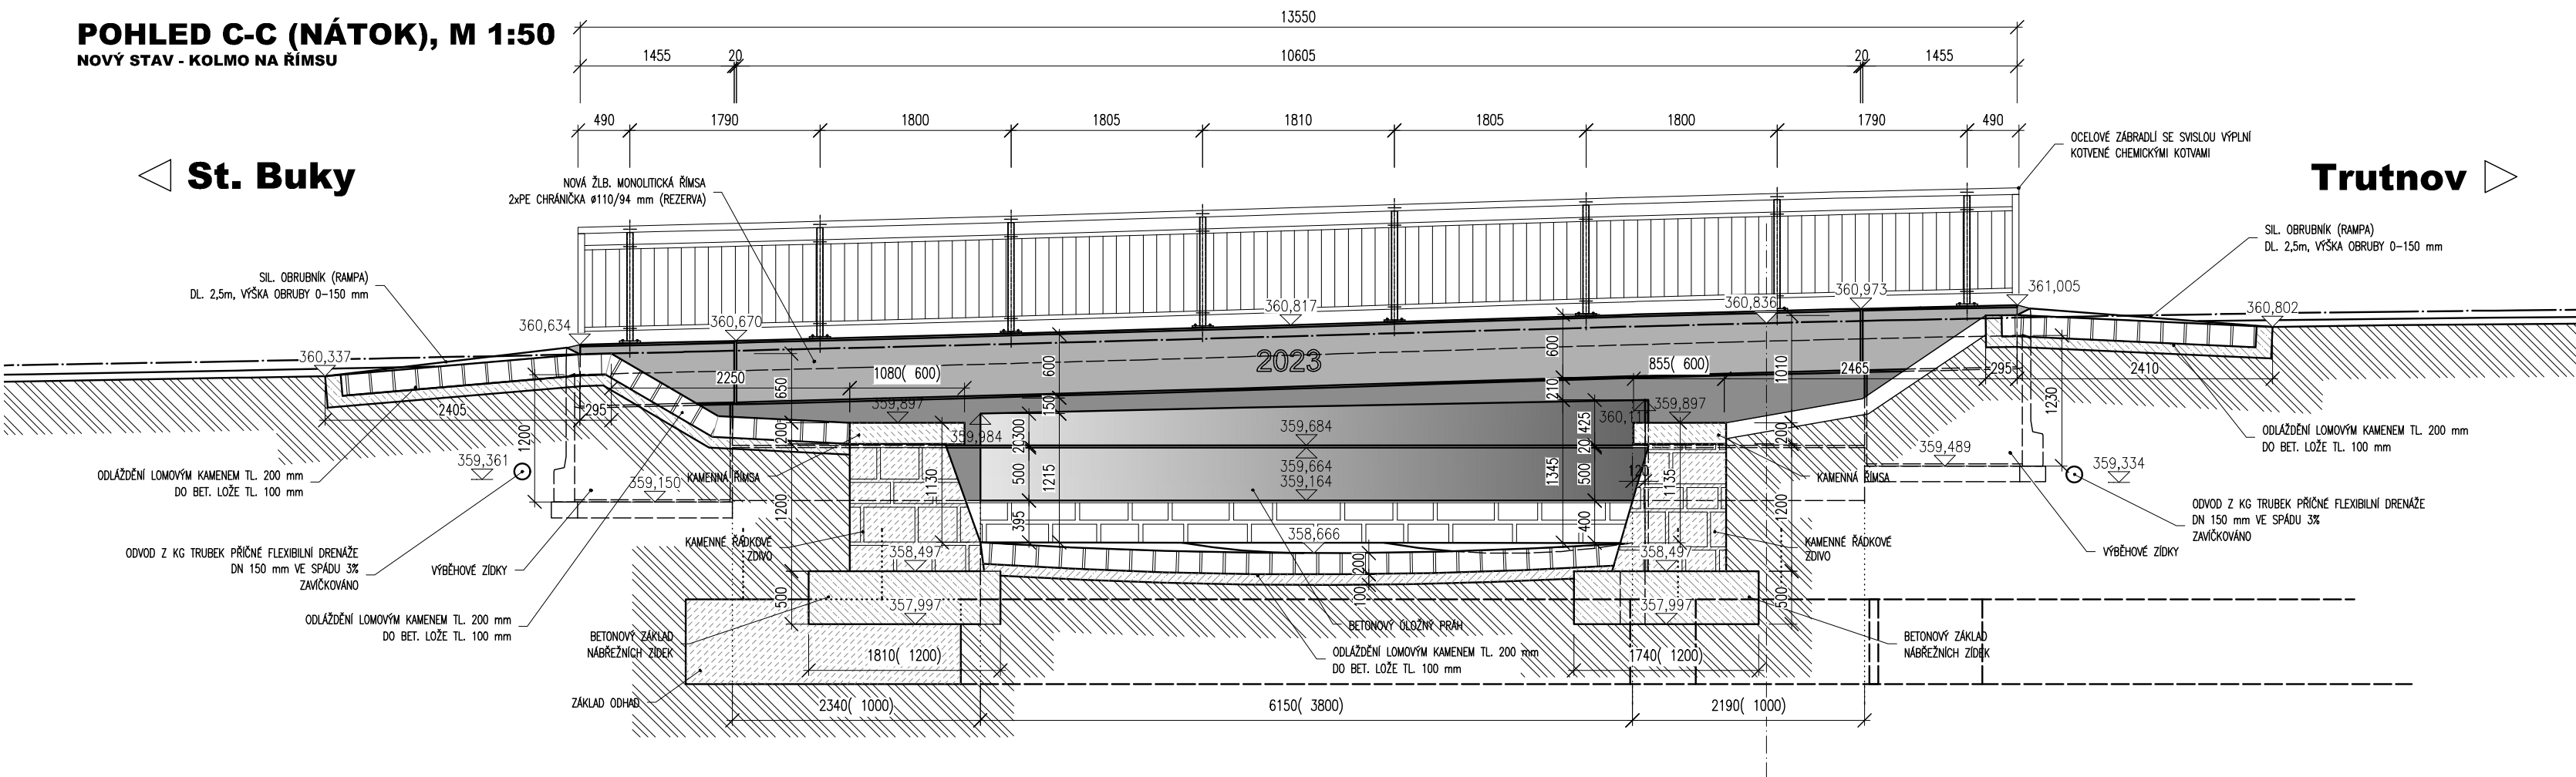 POHLED C-C (NÁTOK), M 1:50
NOVÝ STAV - KOLMO NA ŘÍMSU
13550
1455
20
10605
20
1455
490
1790
1800
1805
1810
1805
1800
1790
490
St. Buky
Trutnov
OCELOVÉ ZÁBRADLÍ SE SVISLOU VÝPLNÍ
KOTVENÉ CHEMICKÝMI KOTVAMI
NOVÁ ŽLB. MONOLITICKÁ ŘÍMSA
2xPE CHRÁNIČKA ø110/94 mm (REZERVA)
SIL. OBRUBNÍK (RAMPA)
DL. 2,5m, VÝŠKA OBRUBY 0-150 mm
SIL. OBRUBNÍK (RAMPA)
DL. 2,5m, VÝŠKA OBRUBY 0-150 mm
360,337
360,634
360,670
360,817
360,836
360,973
361,005
360,802
2023
2405
295
2250
1080( 600)
855( 600)
2465
295
2410
650
600
150
600
210
1010
1230
1200
200
1200
500
359,897
359,984
359,684
359,664
359,164
359,897
1130
300
20
500
395
1215
1345
425
20
500
400
120
1135
200
1200
500
359,361
359,150
359,489
359,334
358,666
358,497
358,497
357,997
357,997
200
100
KAMENNÁ ŘÍMSA
KAMENNÁ ŘÍMSA
KAMENNÉ ŘÁDKOVÉ
ZDIVO
KAMENNÉ ŘÁDKOVÉ
ZDIVO
ODLÁŽDĚNÍ LOMOVÝM KAMENEM TL. 200 mm
DO BET. LOŽE TL. 100 mm
ODVOD Z KG TRUBEK PŘÍČNÉ FLEXIBILNÍ DRENÁŽE
DN 150 mm VE SPÁDU 3%
ZAVÍČKOVÁNO
VÝBĚHOVÉ ZÍDKY
ODLÁŽDĚNÍ LOMOVÝM KAMENEM TL. 200 mm
DO BET. LOŽE TL. 100 mm
BETONOVÝ ZÁKLAD
NÁBŘEŽNÍCH ZÍDEK
ZÁKLAD ODHAD
BETONOVÝ ÚLOŽNÝ PRÁH
ODLÁŽDĚNÍ LOMOVÝM KAMENEM TL. 200 mm
DO BET. LOŽE TL. 100 mm
ODLÁŽDĚNÍ LOMOVÝM KAMENEM TL. 200 mm
DO BET. LOŽE TL. 100 mm
ODVOD Z KG TRUBEK PŘÍČNÉ FLEXIBILNÍ DRENÁŽE
DN 150 mm VE SPÁDU 3%
ZAVÍČKOVÁNO
VÝBĚHOVÉ ZÍDKY
BETONOVÝ ZÁKLAD
NÁBŘEŽNÍCH ZÍDEK
1810( 1200)
1740( 1200)
2340( 1000)
6150( 3800)
2190( 1000)